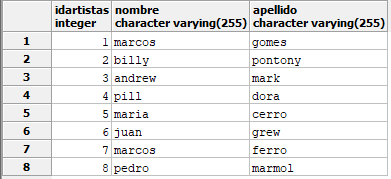 idartistas nombre apellido
integer character varying(255) character varying(255)
1 1 marcos gomes
2 2 billy pontony
3 3 andrew mark
4 4 pill dora
5 5 maria cerro
6 6 juan grew
7 7 marcos ferro
8 8 pedro marmol